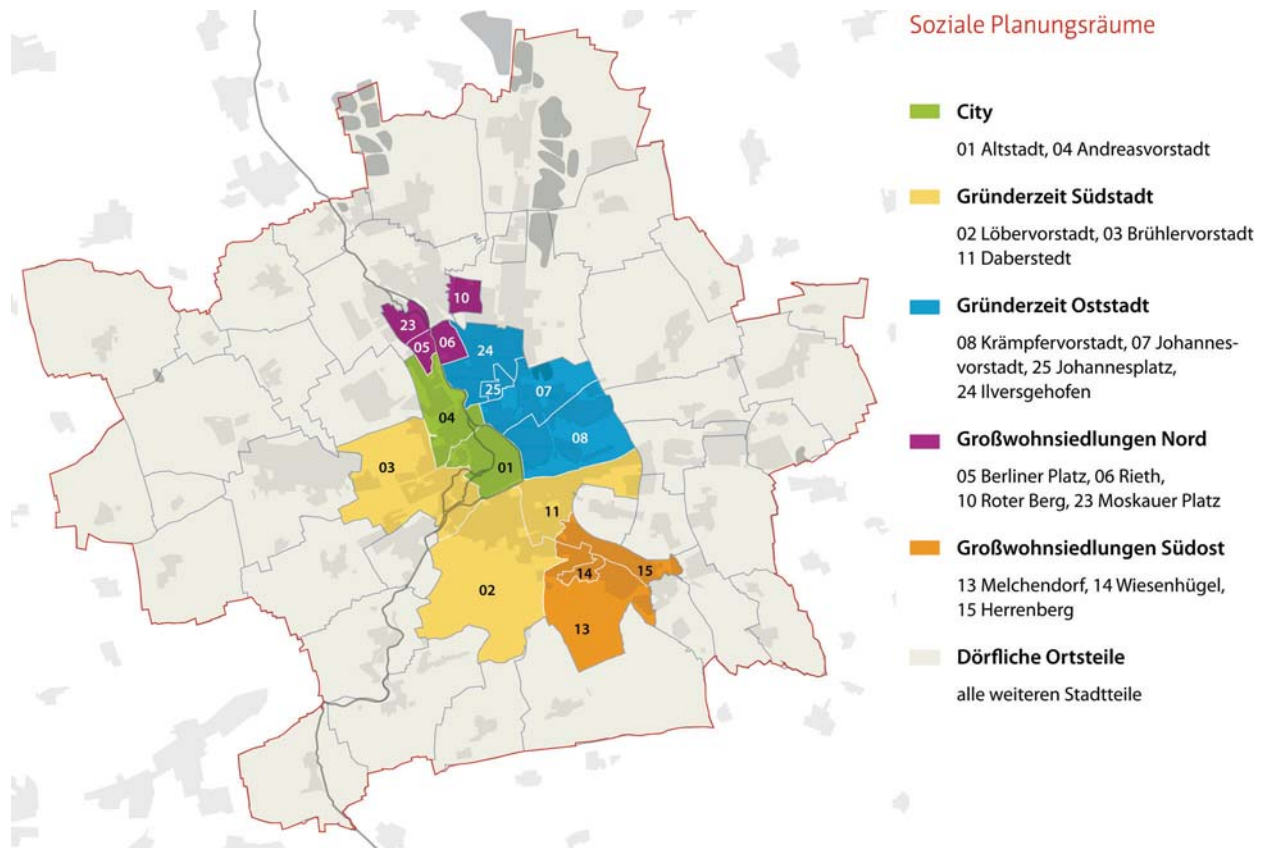 Soziale Planungsräume
City
01 Altstadt, 04 Andreasvorstadt
Gründerzeit Südstadt
02 Löbervorstadt, 03 Brühlervorstadt
11 Daberstedt
Gründerzeit Oststadt
08 Krämpfervorstadt, 07 Johannes-
vorstadt, 25 Johannesplatz,
24 Ilversgehofen
Großwohnsiedlungen Nord
05 Berliner Platz, 06 Rieth,
10 Roter Berg, 23 Moskauer Platz
Großwohnsiedlungen Südost
13 Melchendorf, 14 Wiesenhügel,
15 Herrenberg
Dörfliche Ortsteile
alle weiteren Stadtteile
10
23
05
06
24
25
07
04
08
03
01
11
14
15
02
13